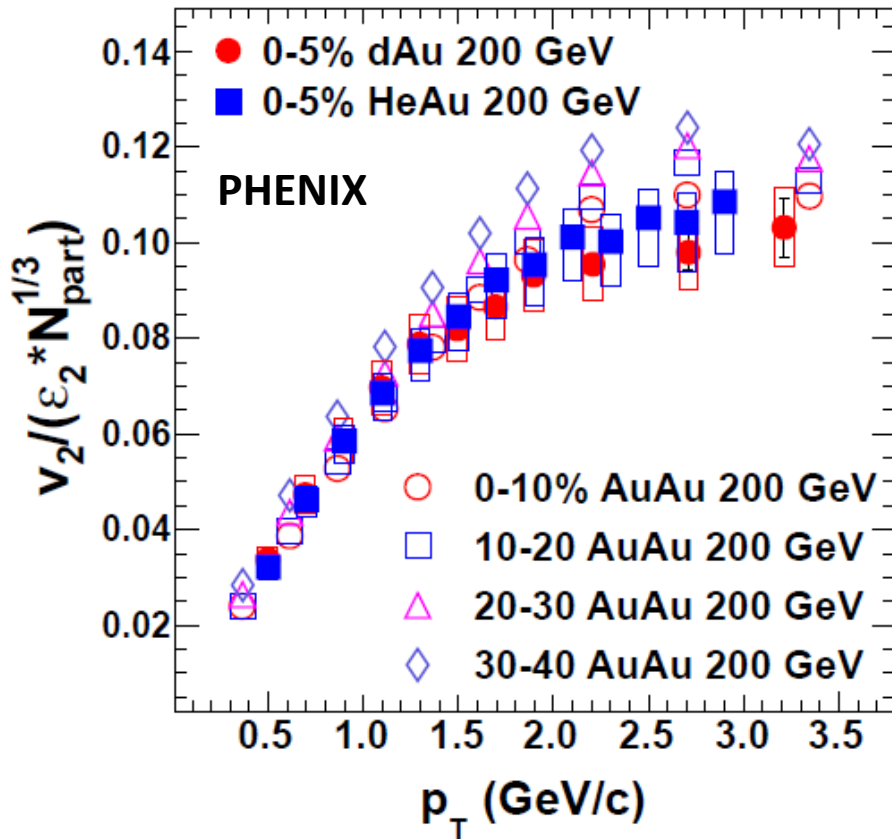 0-5% dAu 200 GeV
0-5% HeAu 200 GeV
PHENIX
0-10% AuAu 200 GeV
10-20 AuAu 200 GeV
20-30 AuAu 200 GeV
30-40 AuAu 200 GeV
v₂/(ε₂*N_part^1/3)
0.14
0.12
0.10
0.08
0.06
0.04
0.02
0.5 1.0 1.5 2.0 2.5 3.0 3.5
p_T (GeV/c)